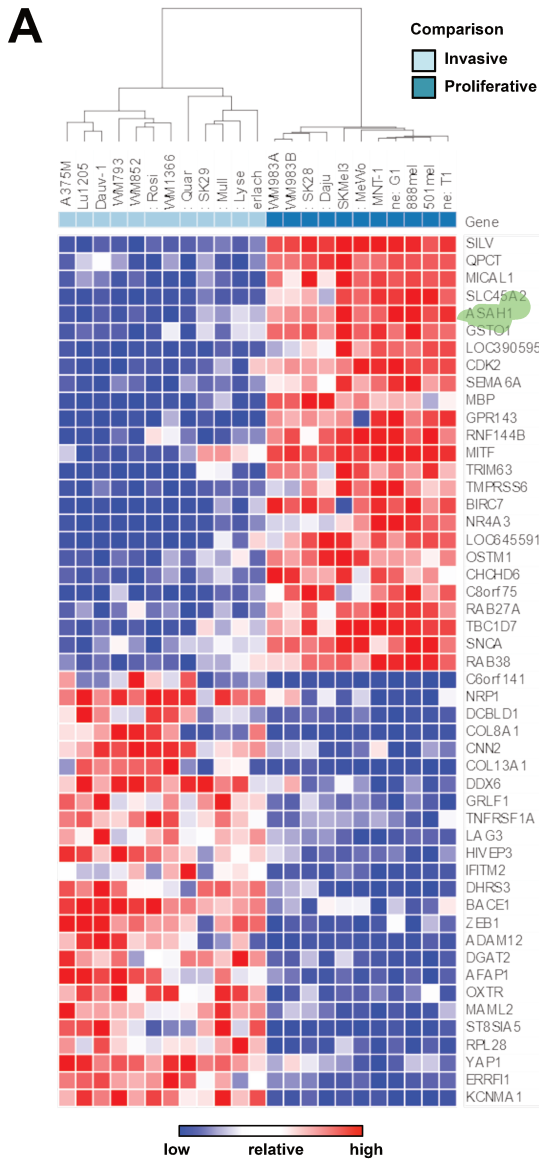 A
Comparison
Invasive
Proliferative
A375M
Lu1205
Dauv-1
WM793
WM852
: Rosi
WM1366
: Quar
: SK29
: Mull
: Lyse
erlach
WM983A
WM983B
: SK28
: Daju
SKMel3
: MeWo
MNT-1
ne: G1
888mel
501mel
ne: T1
Gene
SILV
QPCT
MICAL1
SLC45A2
ASAH1
GSTO1
LOC390595
CDK2
SEMA6A
MBP
GPR143
RNF144B
MITF
TRIM63
TMPRSS6
BIRC7
NR4A3
LOC645591
OSTM1
CHCHD6
C8orf75
RAB27A
TBC1D7
SNCA
RAB38
C6orf141
NRP1
DCBLD1
COL8A1
CNN2
COL13A1
DDX6
GRLF1
TNFRSF1A
LAG3
HIVEP3
IFITM2
DHRS3
BACE1
ZEB1
ADAM12
DGAT2
AFAP1
OXTR
MAML2
ST8SIA5
RPL28
YAP1
ERRFI1
KCNMA1
low relative high